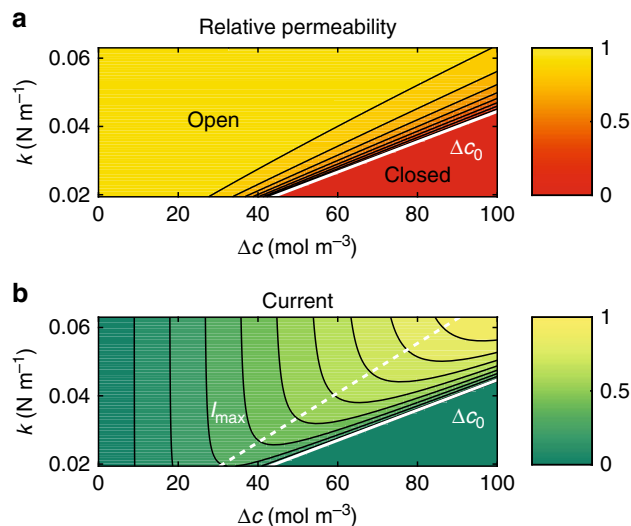 a
Relative permeability
k (N m⁻¹)
0.06
0.04
0.02
Open
Δc₀
Closed
0 20 40 60 80 100
Δc (mol m⁻³)
1
0.5
0
b
Current
k (N m⁻¹)
0.06
0.04
0.02
Imax
Δc₀
0 20 40 60 80 100
Δc (mol m⁻³)
1
0.5
0